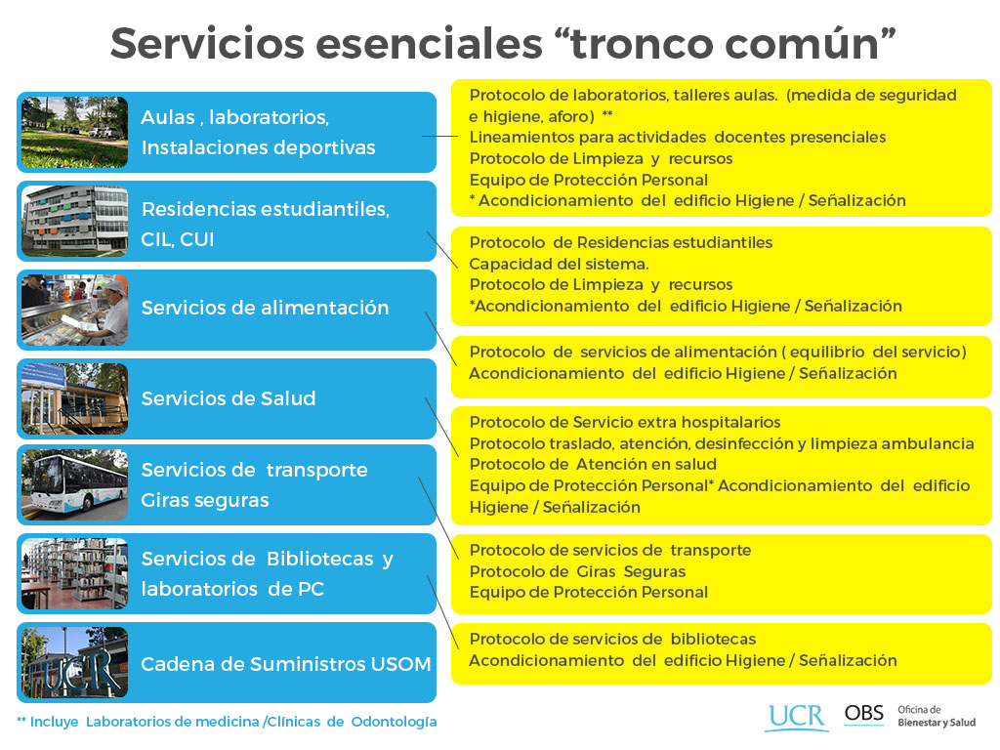 Servicios esenciales “tronco común”
Aulas , laboratorios,
Instalaciones deportivas
Protocolo de laboratorios, talleres aulas. (medida de seguridad
e higiene, aforo) **
Lineamientos para actividades docentes presenciales
Protocolo de Limpieza y recursos
Equipo de Protección Personal
* Acondicionamiento del edificio Higiene / Señalización
Residencias estudiantiles,
CIL, CUI
Protocolo de Residencias estudiantiles
Capacidad del sistema.
Protocolo de Limpieza y recursos
*Acondicionamiento del edificio Higiene / Señalización
Servicios de alimentación
Protocolo de servicios de alimentación ( equilibrio del servicio)
Acondicionamiento del edificio Higiene / Señalización
Servicios de Salud
Protocolo de Servicio extra hospitalarios
Protocolo traslado, atención, desinfección y limpieza ambulancia
Protocolo de Atención en salud
Equipo de Protección Personal* Acondicionamiento del edificio
Higiene / Señalización
Servicios de transporte
Giras seguras
Protocolo de servicios de transporte
Protocolo de Giras Seguras
Equipo de Protección Personal
Servicios de Bibliotecas y
laboratorios de PC
Protocolo de servicios de bibliotecas
Acondicionamiento del edificio Higiene / Señalización
UCR
Cadena de Suministros USOM
** Incluye Laboratorios de medicina /Clínicas de Odontología
UCR
OBS
Oficina de
Bienestar y Salud